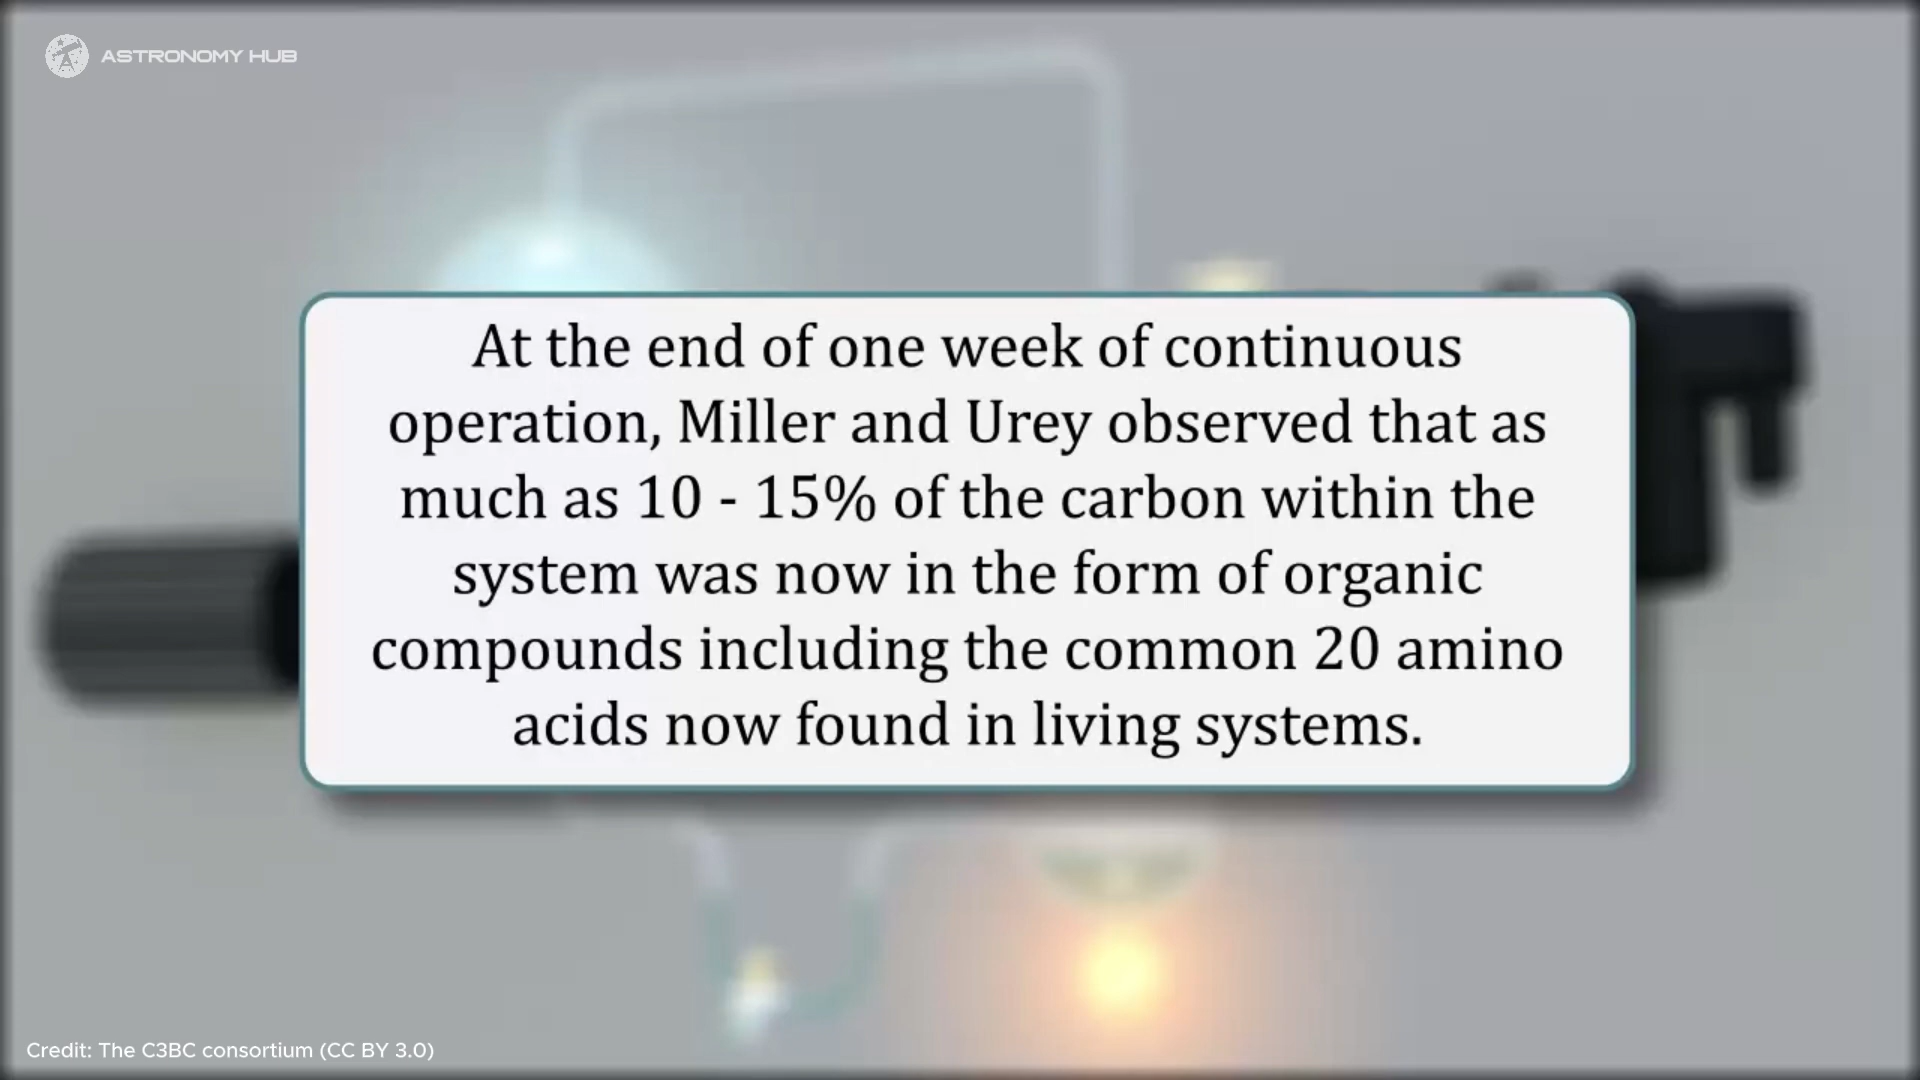 ASTRONOMY HUB
At the end of one week of continuous
operation, Miller and Urey observed that as
much as 10 - 15% of the carbon within the
system was now in the form of organic
compounds including the common 20 amino
acids now found in living systems.
Credit: The C3BC consortium (CC BY 3.0)